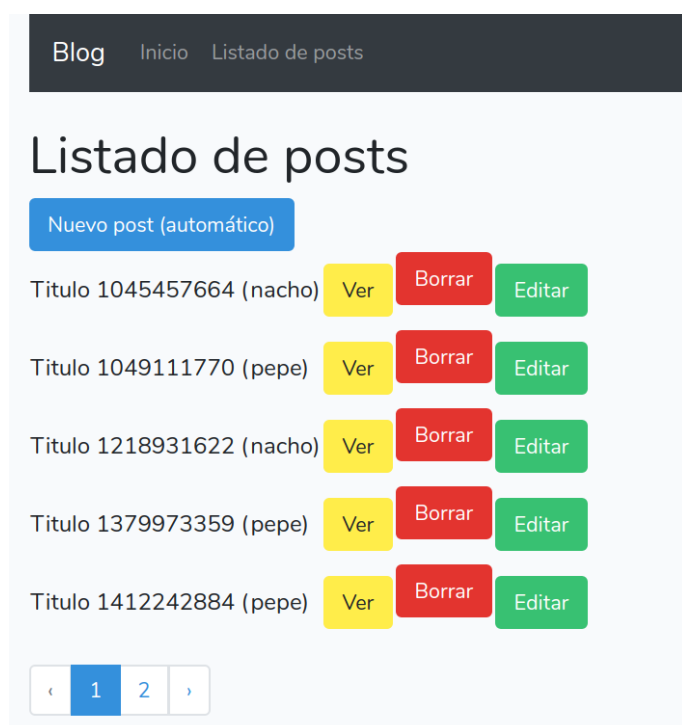 Blog Inicio Listado de posts
Listado de posts
Nuevo post (automático)
Titulo 1045457664 (nacho) Ver Borrar Editar
Titulo 1049111770 (pepe) Ver Borrar Editar
Titulo 1218931622 (nacho) Ver Borrar Editar
Titulo 1379973359 (pepe) Ver Borrar Editar
Titulo 1412242884 (pepe) Ver Borrar Editar
‹ 1 2 ›